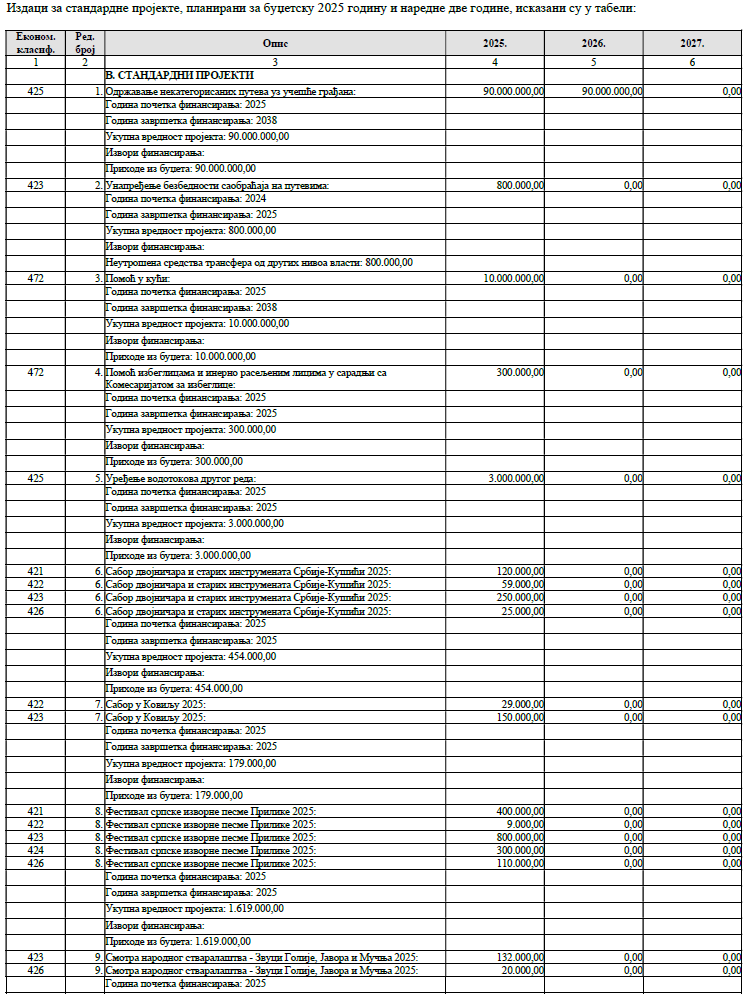 Издаци за стандардне пројекте, планирани за буџетску 2025 годину и наредне две године, исказани су у табели:
Економ. класиф. Ред. број Опис 2025. 2026. 2027.
1 2 3 4 5 6
В. СТАНДАРДНИ ПРОЈЕКТИ
425 1. Одржавање некатегорисаних путева уз учешће грађана: 90.000.000,00 90.000.000,00 0,00
Година почетка финансирања: 2025
Година завршетка финансирања: 2038
Укупна вредност пројекта: 90.000.000,00
Извори финансирања:
Приходе из буџета: 90.000.000,00
423 2. Унапређење безбедности саобраћаја на путевима: 800.000,00 0,00 0,00
Година почетка финансирања: 2024
Година завршетка финансирања: 2025
Укупна вредност пројекта: 800.000,00
Извори финансирања:
Неутрошена средства трансфера од других нивоа власти: 800.000,00
472 3. Помоћ у кући: 10.000.000,00 0,00 0,00
Година почетка финансирања: 2025
Година завршетка финансирања: 2038
Укупна вредност пројекта: 10.000.000,00
Извори финансирања:
Приходе из буџета: 10.000.000,00
472 4. Помоћ избеглицама и инерно расељеним лицима у сарадњи са
Комесаријатом за избеглице: 300.000,00 0,00 0,00
Година почетка финансирања: 2025
Година завршетка финансирања: 2025
Укупна вредност пројекта: 300.000,00
Извори финансирања:
Приходе из буџета: 300.000,00
425 5. Уређење водотокова другог реда: 3.000.000,00 0,00 0,00
Година почетка финансирања: 2025
Година завршетка финансирања: 2025
Укупна вредност пројекта: 3.000.000,00
Извори финансирања:
Приходе из буџета: 3.000.000,00
421 6. Сабор двојничара и старих инструмената Србије-Кушићи 2025: 120.000,00 0,00 0,00
422 6. Сабор двојничара и старих инструмената Србије-Кушићи 2025: 59.000,00 0,00 0,00
423 6. Сабор двојничара и старих инструмената Србије-Кушићи 2025: 250.000,00 0,00 0,00
426 6. Сабор двојничара и старих инструмената Србије-Кушићи 2025: 25.000,00 0,00 0,00
Година почетка финансирања: 2025
Година завршетка финансирања: 2025
Укупна вредност пројекта: 454.000,00
Извори финансирања:
Приходе из буџета: 454.000,00
422 7. Сабор у Ковиљу 2025: 29.000,00 0,00 0,00
423 7. Сабор у Ковиљу 2025: 150.000,00 0,00 0,00
Година почетка финансирања: 2025
Година завршетка финансирања: 2025
Укупна вредност пројекта: 179.000,00
Извори финансирања:
Приходе из буџета: 179.000,00
421 8. Фестивал српске изворне песме Прилике 2025: 400.000,00 0,00 0,00
422 8. Фестивал српске изворне песме Прилике 2025: 9.000,00 0,00 0,00
423 8. Фестивал српске изворне песме Прилике 2025: 800.000,00 0,00 0,00
424 8. Фестивал српске изворне песме Прилике 2025: 300.000,00 0,00 0,00
426 8. Фестивал српске изворне песме Прилике 2025: 110.000,00 0,00 0,00
Година почетка финансирања: 2025
Година завршетка финансирања: 2025
Укупна вредност пројекта: 1.619.000,00
Извори финансирања:
Приходе из буџета: 1.619.000,00
423 9. Смотра народног стваралаштва - Звуци Голије, Јавора и Мучња 2025: 132.000,00 0,00 0,00
426 9. Смотра народног стваралаштва - Звуци Голије, Јавора и Мучња 2025: 20.000,00 0,00 0,00
Година почетка финансирања: 2025